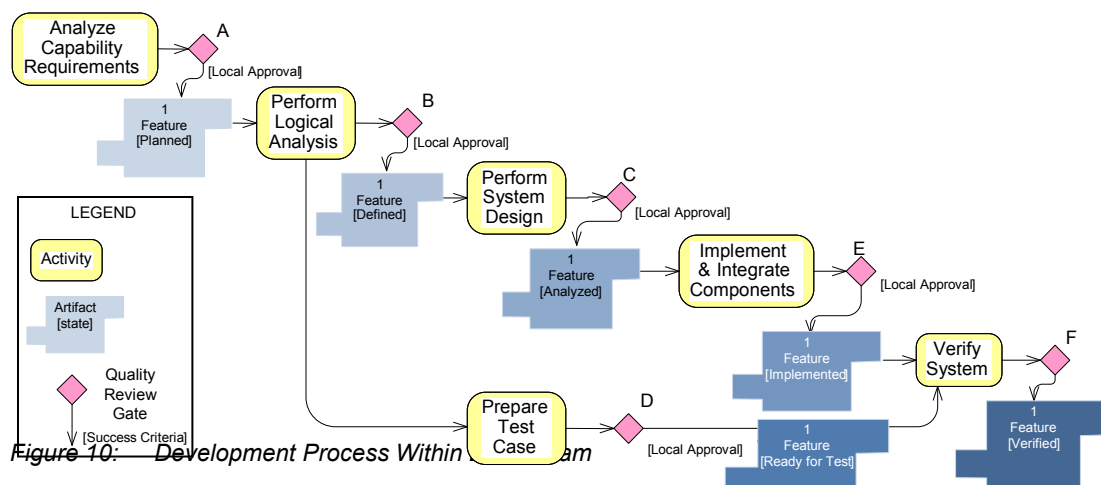 Analyze
Capability
Requirements
A
[Local Approval]
1
Feature
[Planned]
Perform
Logical
Analysis
B
[Local Approval]
1
Feature
[Defined]
Perform
System
Design
C
[Local Approval]
1
Feature
[Analyzed]
Implement
& Integrate
Components
E
[Local Approval]
1
Feature
[Implemented]
Verify
System
F
1
Feature
[Verified]
Prepare
Test
Case
D
[Local Approval]
1
Feature
[Ready for Test]
LEGEND
Activity
Artifact
[state]
Quality
Review
Gate
[Success Criteria]
Figure 10: Development Process Within